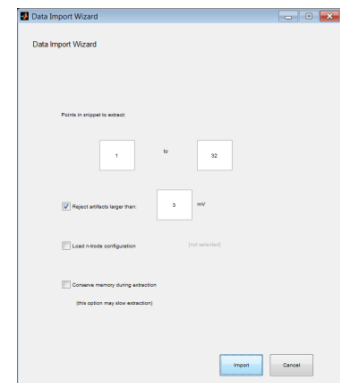 Data Import Wizard
Data Import Wizard
Points in snippet to extract:
1 to 32
Reject artifacts larger than: 3 mV
Load n-trode configuration [not selected]
Conserve memory during extraction
(this option may slow extraction)
Import Cancel